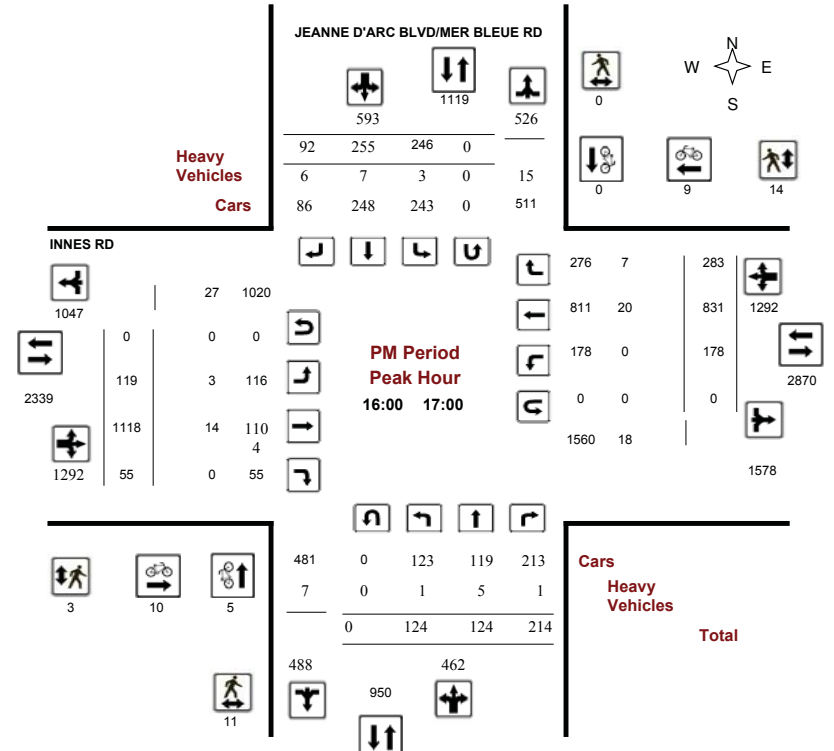 JEANNE D'ARC BLVD/MER BLEUE RD
N
W E
S
1119
0
593 526
92 255 246 0
Heavy
Vehicles
6 7 3 0 15
Cars
86 248 243 0 511
0 9 14
INNES RD
1047
27 1020
276 7 283
811 20 831 1292
2339
0 0 0
PM Period
Peak Hour
16:00 17:00
178 0 178
2870
119 3 116
0 0 0
1118 14 110
4
1560 18
1292 55 0 55
1578
481 0 123 119 213
Cars
7 0 1 5 1
Heavy
Vehicles
3 10 5
0 124 124 214
Total
488 462
950
11